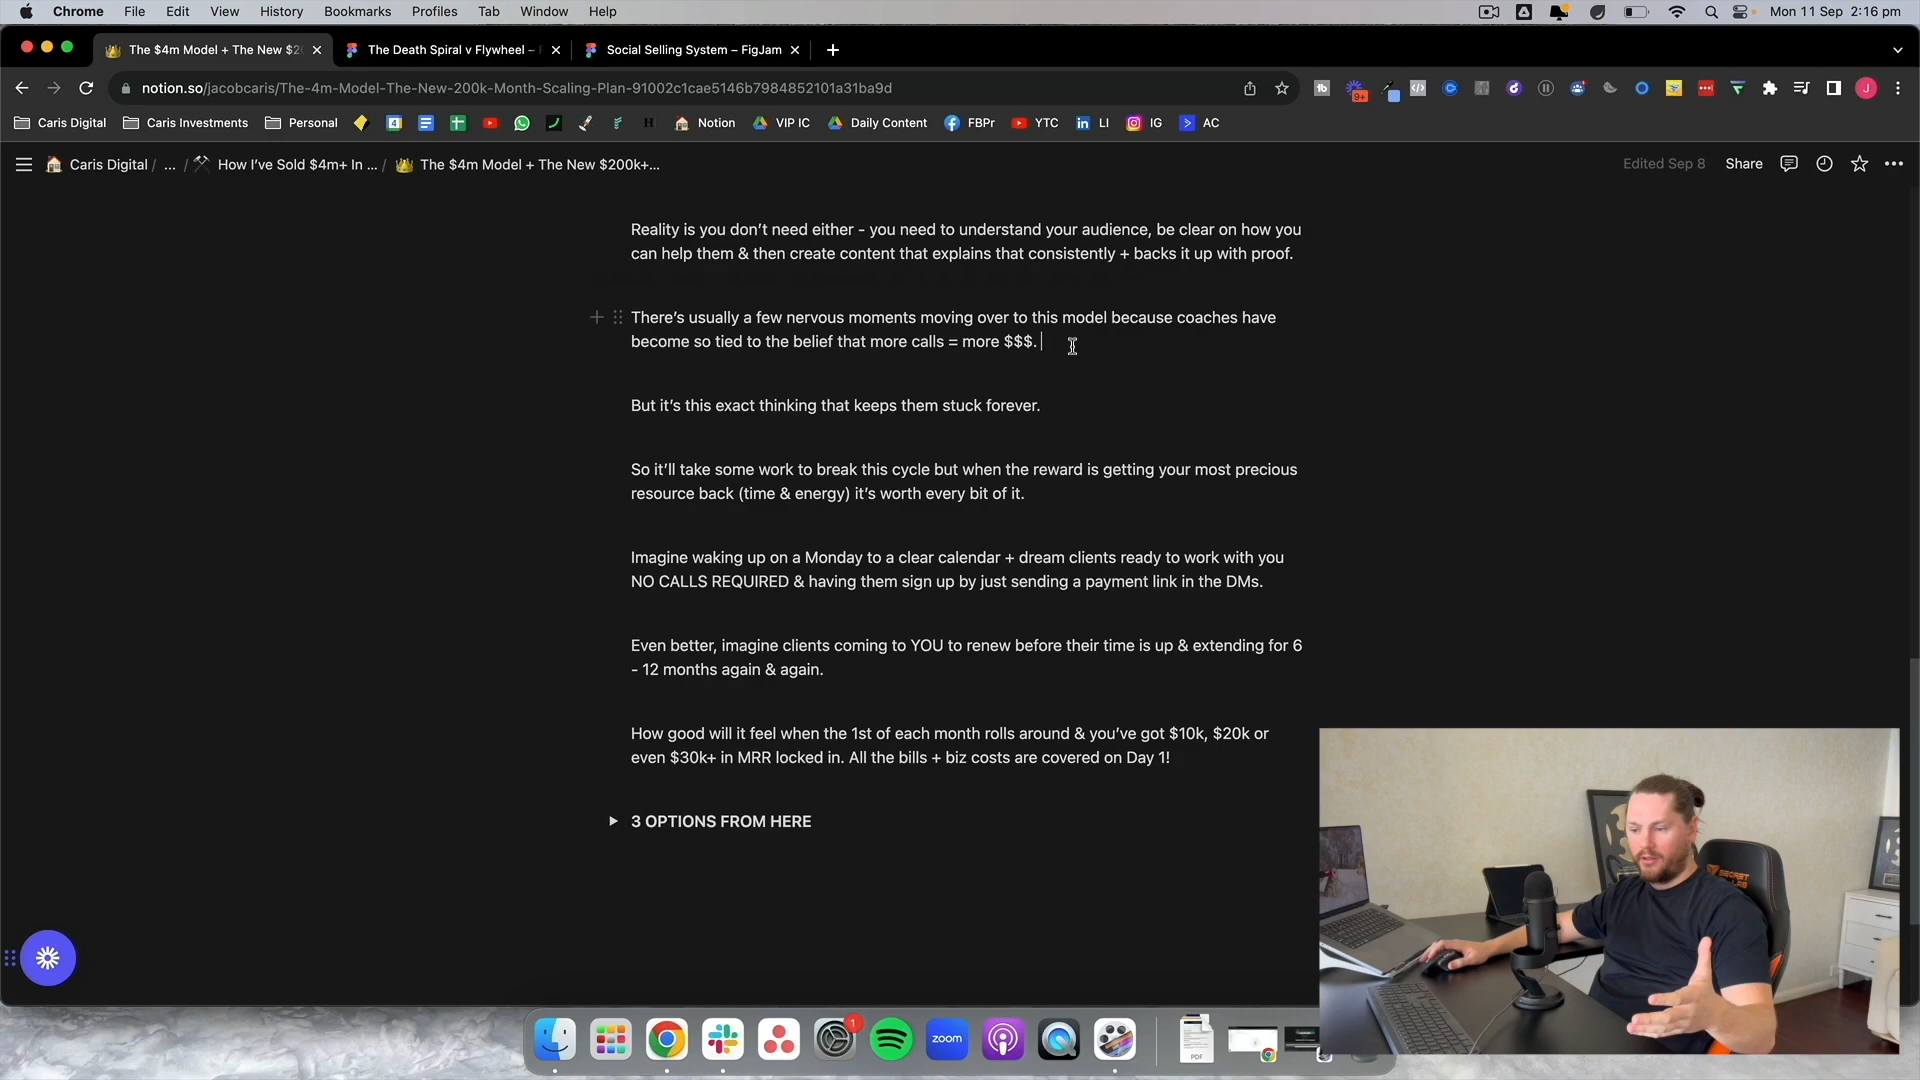 Chrome File Edit View History Bookmarks Profiles Tab Window Help Mon 11 Sep 2:16 pm
The $4m Model + The New $20 The Death Spiral v Flywheel – F Social Selling System – FigJam
notion.so/jacobcaris/The-4m-Model-The-New-200k-Month-Scaling-Plan-91002c1cae5146b7984852101a31ba9d 9+ J
Caris Digital Caris Investments Personal 4 H Notion VIP IC Daily Content FBPr YTC LI IG AC
Caris Digital / ... / How I've Sold $4m+ In ... / The $4m Model + The New $200k+... Edited Sep 8 Share
Reality is you don't need either - you need to understand your audience, be clear on how you
can help them & then create content that explains that consistently + backs it up with proof.
There's usually a few nervous moments moving over to this model because coaches have
become so tied to the belief that more calls = more $$$.
But it's this exact thinking that keeps them stuck forever.
So it'll take some work to break this cycle but when the reward is getting your most precious
resource back (time & energy) it's worth every bit of it.
Imagine waking up on a Monday to a clear calendar + dream clients ready to work with you
NO CALLS REQUIRED & having them sign up by just sending a payment link in the DMs.
Even better, imagine clients coming to YOU to renew before their time is up & extending for 6
- 12 months again & again.
How good will it feel when the 1st of each month rolls around & you've got $10k, $20k or
even $30k+ in MRR locked in. All the bills + biz costs are covered on Day 1!
3 OPTIONS FROM HERE
SECRET
1
zoom
PDF